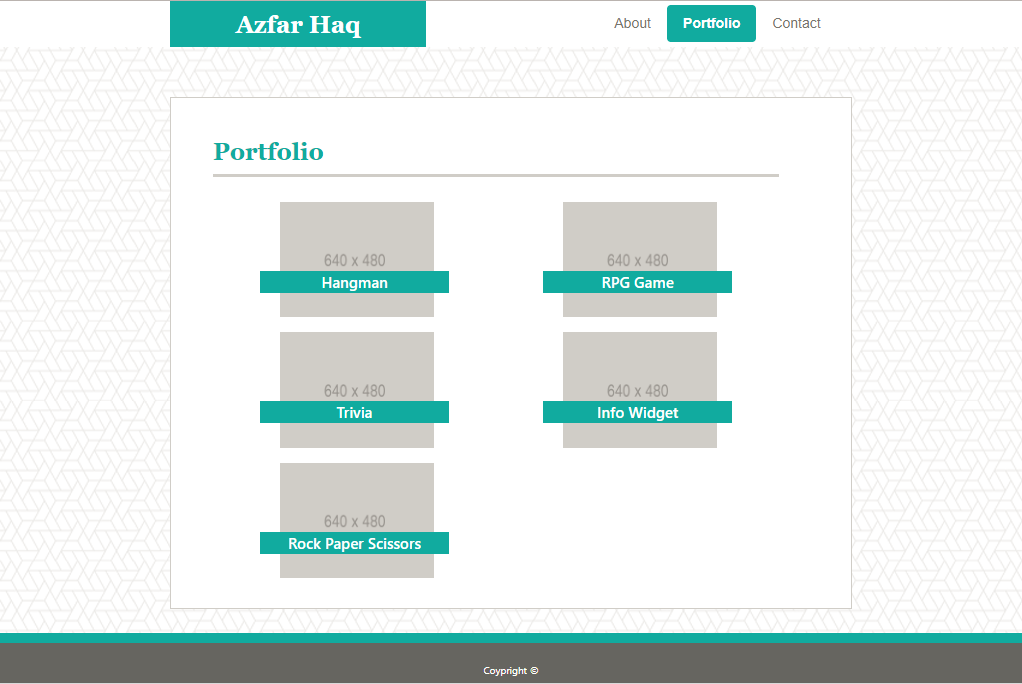 Azfar Haq
About Portfolio Contact
Portfolio
640 x 480 640 x 480
Hangman RPG Game
640 x 480 640 x 480
Trivia Info Widget
640 x 480
Rock Paper Scissors
Coypright ©